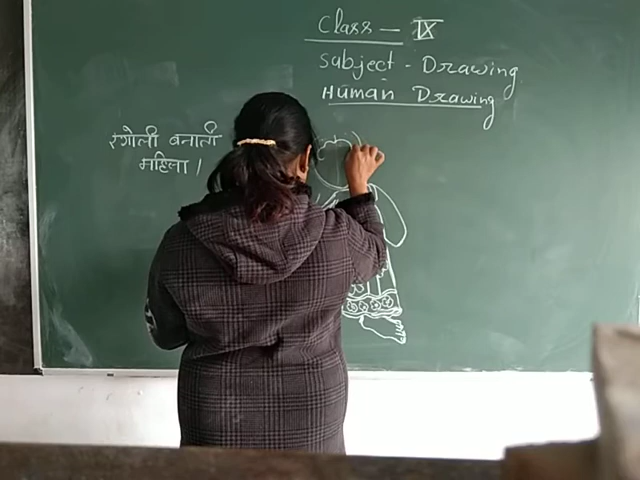 Class - IX
Subject - Drawing
Human Drawing
रंगोली बनाती
महिला।